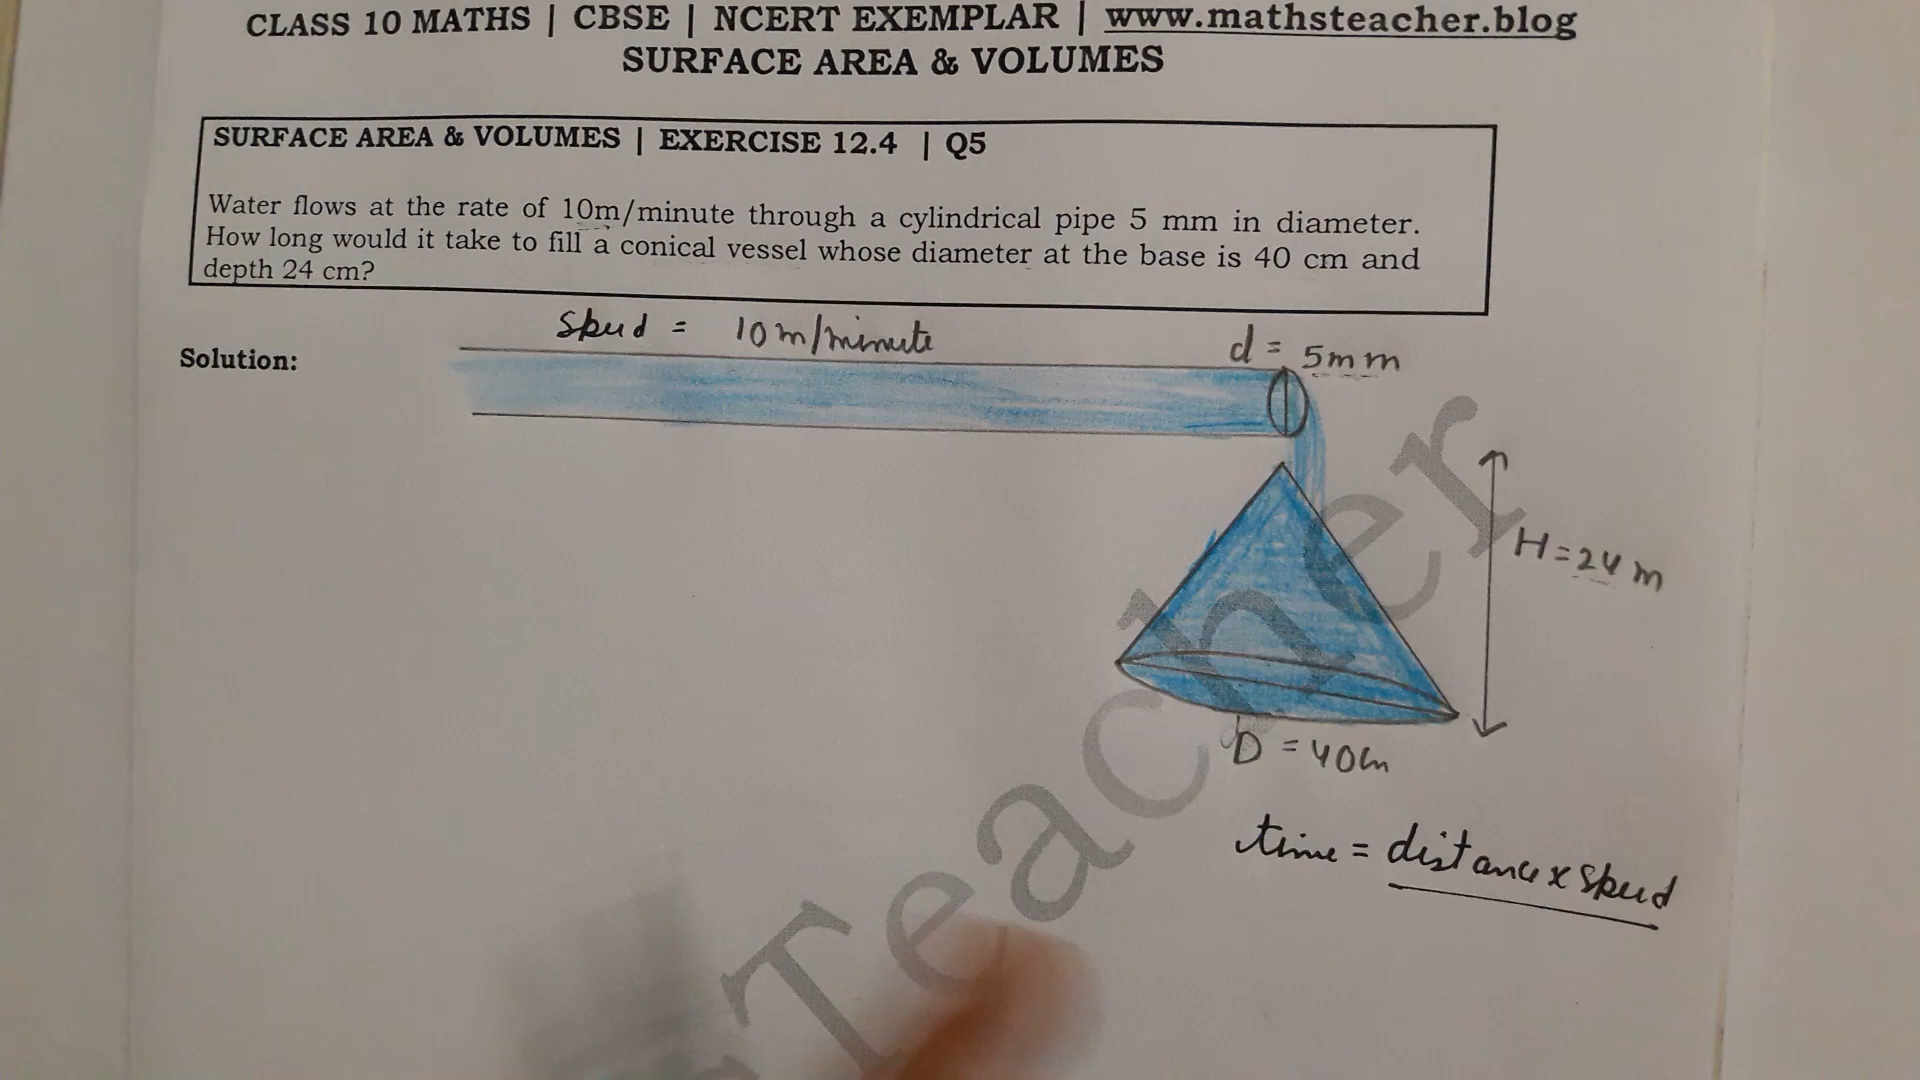 CLASS 10 MATHS | CBSE | NCERT EXEMPLAR | www.mathsteacher.blog
SURFACE AREA & VOLUMES
SURFACE AREA & VOLUMES | EXERCISE 12.4 | Q5
Water flows at the rate of 10m/minute through a cylindrical pipe 5 mm in diameter.
How long would it take to fill a conical vessel whose diameter at the base is 40 cm and
depth 24 cm?
Speed = 10m/minute
d = 5mm
Solution:
H = 24 m
D = 40cm
time = distance x speed
Teacher